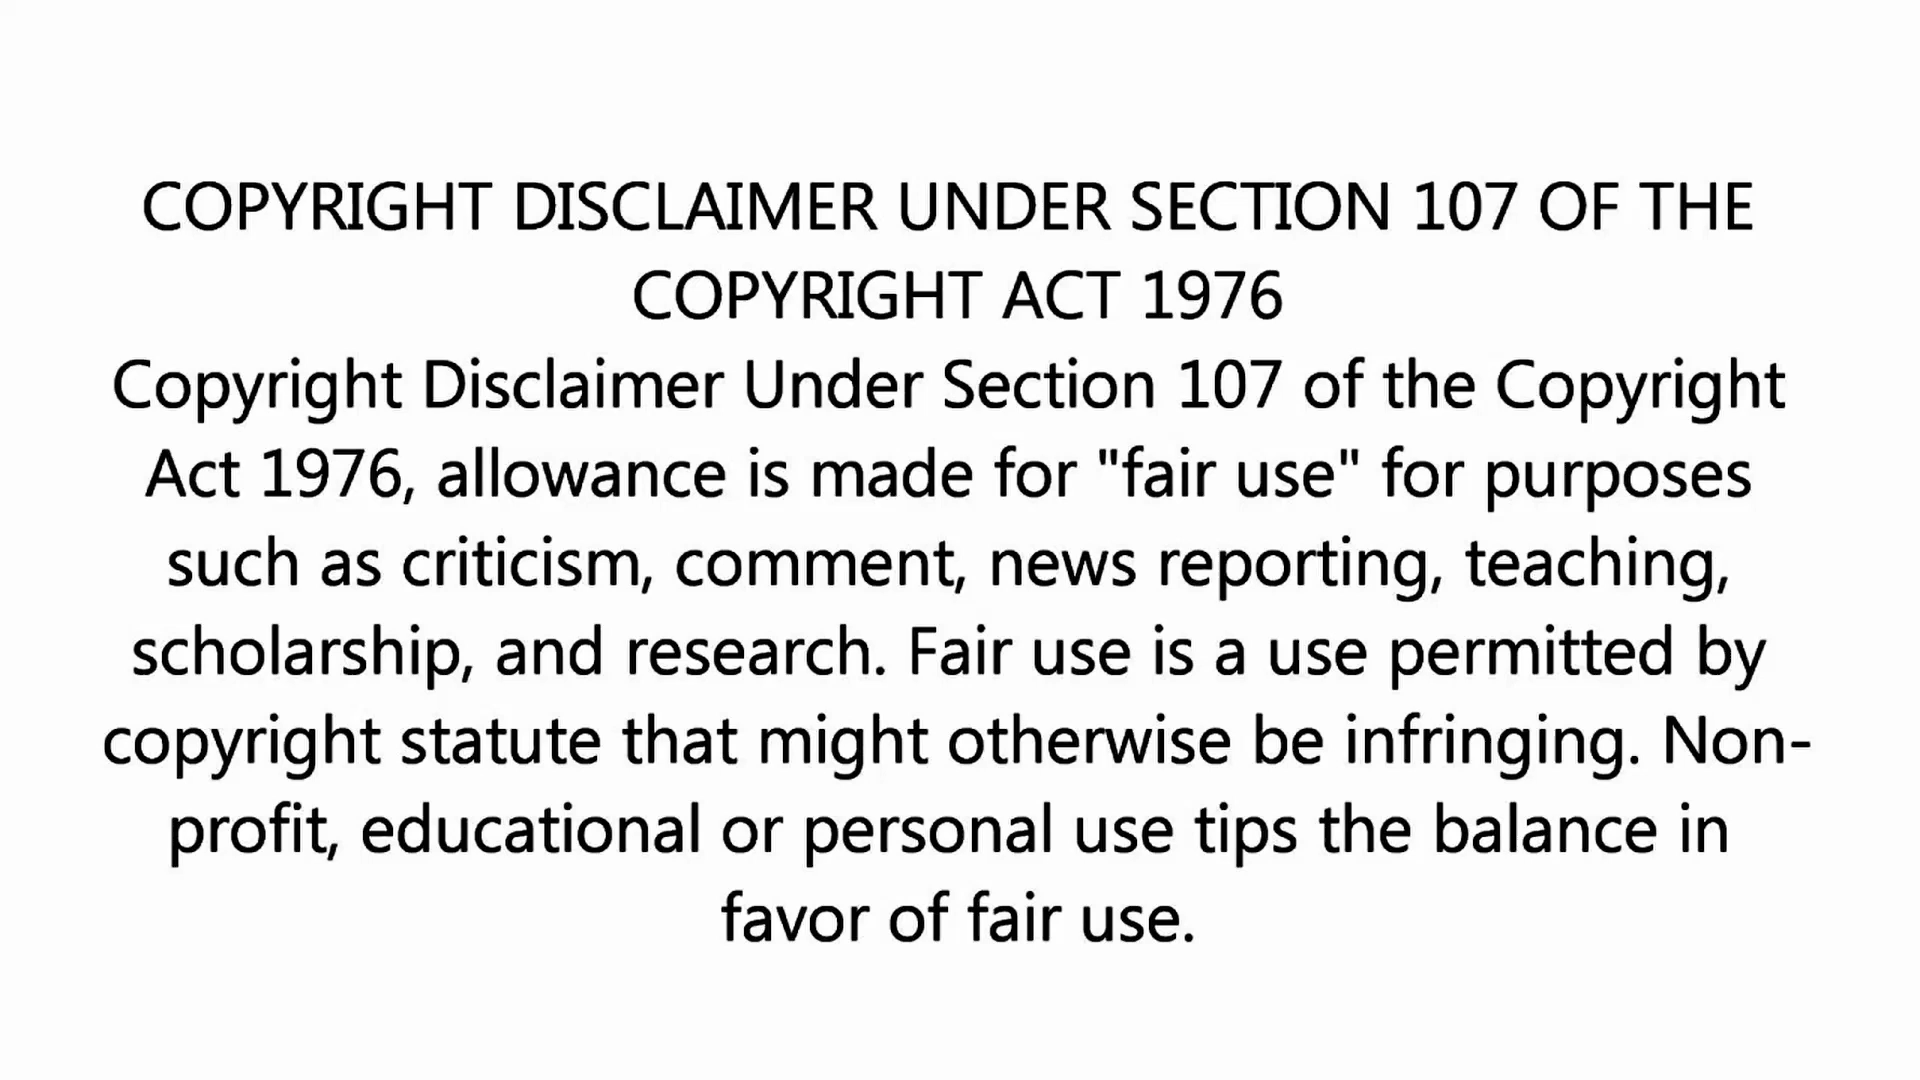 COPYRIGHT DISCLAIMER UNDER SECTION 107 OF THE
COPYRIGHT ACT 1976
Copyright Disclaimer Under Section 107 of the Copyright
Act 1976, allowance is made for "fair use" for purposes
such as criticism, comment, news reporting, teaching,
scholarship, and research. Fair use is a use permitted by
copyright statute that might otherwise be infringing. Non-
profit, educational or personal use tips the balance in
favor of fair use.